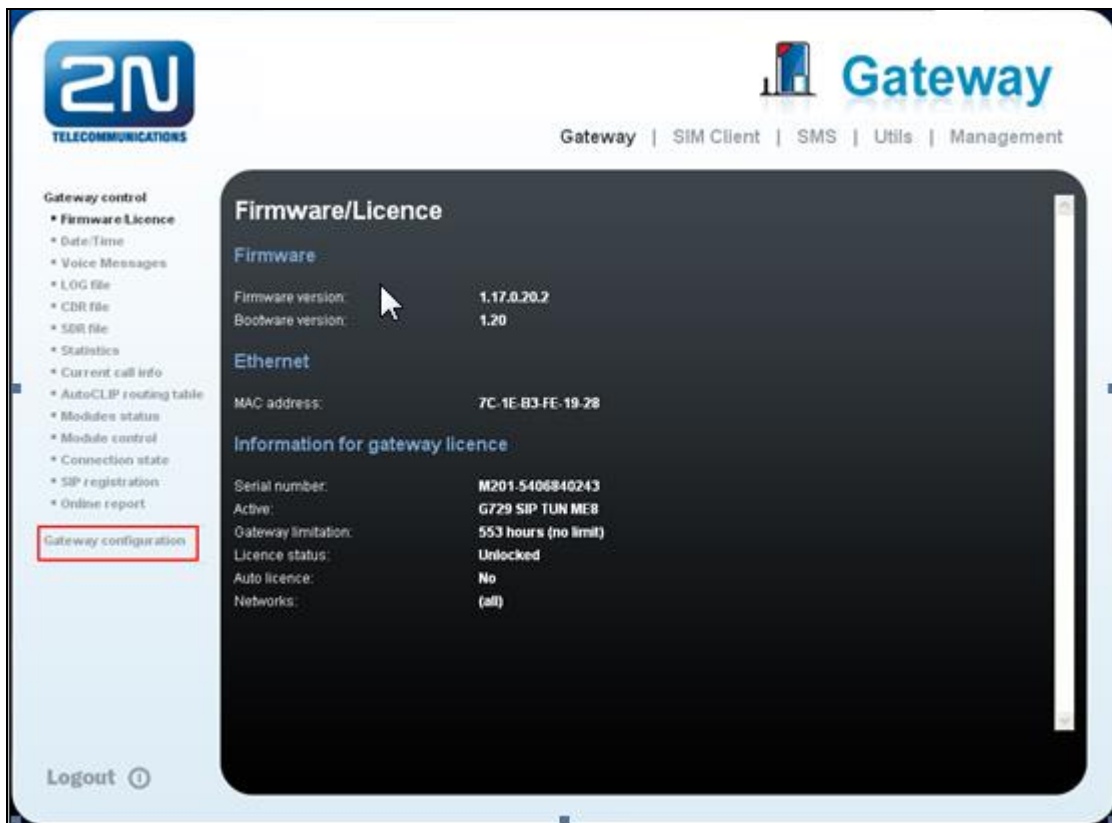 2N
TELECOMMUNICATIONS
Gateway
Gateway | SIM Client | SMS | Utils | Management
Gateway control
* Firmware/Licence
* Date/Time
* Voice Messages
* LOG file
* CDR file
* SDR file
* Statistics
* Current call info
* AutoCLIP routing table
* Modules status
* Module control
* Connection state
* SIP registration
* Online report
Gateway configuration
Logout
Firmware/Licence
Firmware
Firmware version: 1.17.0.20.2
Bootware version: 1.20
Ethernet
MAC address: 7C-1E-B3-FE-19-28
Information for gateway licence
Serial number: M201-5406840243
Active: G729 SIP TUN ME8
Gateway limitation: 553 hours (no limit)
Licence status: Unlocked
Auto licence: No
Networks: (all)